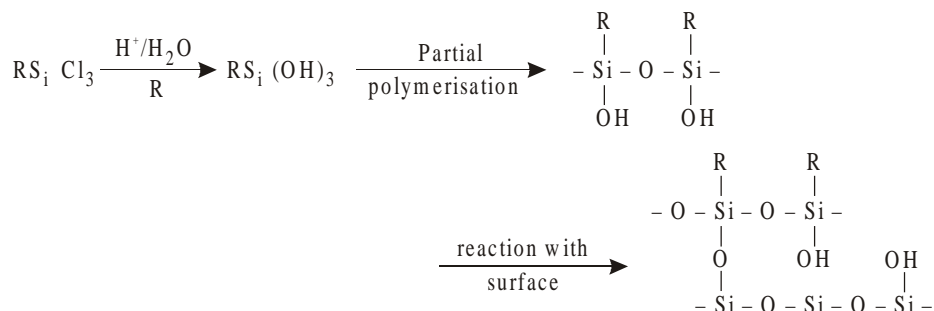 R R
H⁺/H₂O Partial
RSᵢ Cl₃ RSᵢ (OH)₃ – Si – O – Si –
R polymerisation
OH OH
R R
– O – Si – O – Si –
reaction with
O OH OH
surface
– Si – O – Si – O – Si –